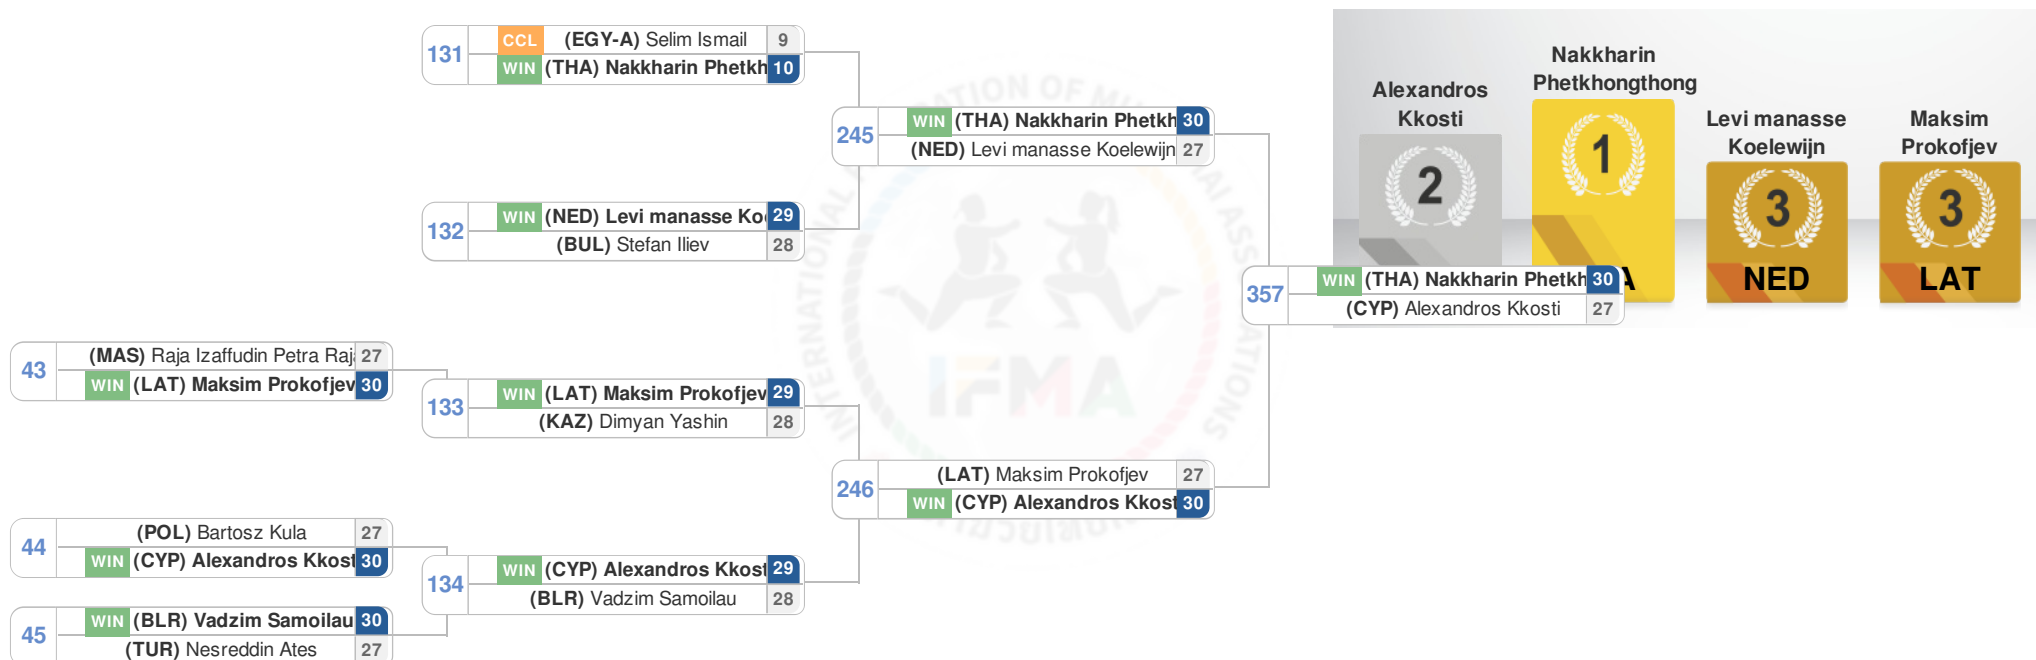 131
CCL (EGY-A) Selim Ismail 9
WIN (THA) Nakkharin Phetkh 10
132
WIN (NED) Levi manasse Ko 29
(BUL) Stefan Iliev 28
43
(MAS) Raja Izaffudin Petra Raj 27
WIN (LAT) Maksim Prokofjev 30
133
WIN (LAT) Maksim Prokofjev 29
(KAZ) Dimyan Yashin 28
44
(POL) Bartosz Kula 27
WIN (CYP) Alexandros Kkost 30
45
WIN (BLR) Vadzim Samoilau 30
(TUR) Nesreddin Ates 27
134
WIN (CYP) Alexandros Kkost 29
(BLR) Vadzim Samoilau 28
245
WIN (THA) Nakkharin Phetkh 30
(NED) Levi manasse Koelewijn 27
246
(LAT) Maksim Prokofjev 27
WIN (CYP) Alexandros Kkost 30
357
WIN (THA) Nakkharin Phetkh 30
(CYP) Alexandros Kkosti 27
Alexandros
Kkosti
2
Nakkharin
Phetkhongthong
1
A
Levi manasse
Koelewijn
3
NED
Maksim
Prokofjev
3
LAT
IFMA